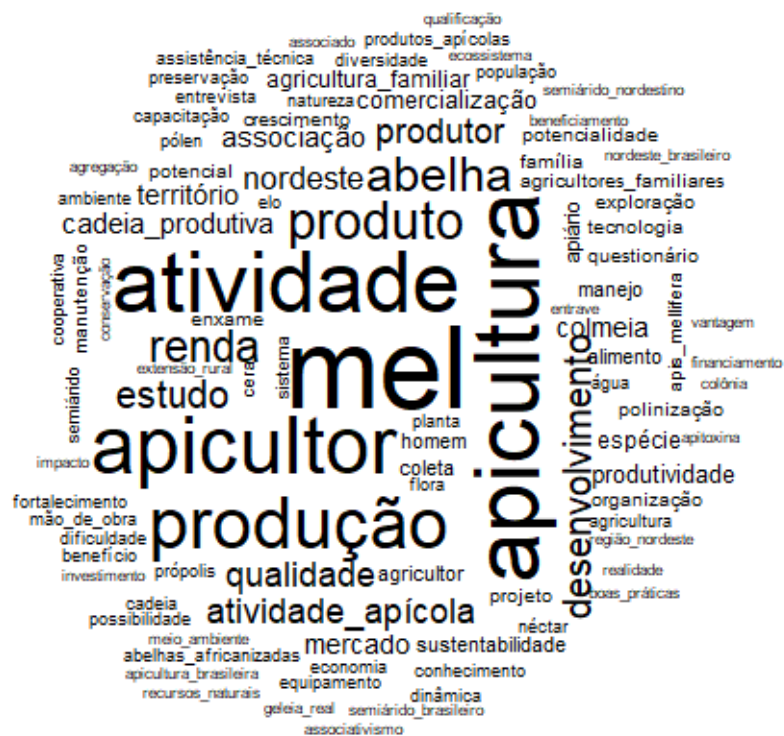 qualificação
associado produtos_apícolas
assistência_técnica diversidade ecossistema
preservação agricultura_familiar população
entrevista natureza comercialização semiárido_nordestino
capacitação crescimento beneficiamento
pólen associação produtor potencialidade
agregação potencial nordeste abelha família nordeste_brasileiro
ambiente território elo agricultores_familiares
cadeia_produtiva produto apicultura apiário exploração
tecnologia
cooperativa manutenção conservação atividade questionário
enxame manejo apis_mellifera
renda mel entrave vantagem
colmeia
semiárido extensão_rural cera sistema desenvolvimento alimento financiamento
estudo água colônia
planta polinização
apicultor homem espécie apitoxina
impacto coleta produtividade
flora
fortalecimento produção organização
mão_de_obra agricultura
dificuldade região_nordeste
benefício
investimento própolis qualidade agricultor realidade
cadeia atividade_apícola projeto boas_práticas
possibilidade néctar
meio_ambiente mercado sustentabilidade
abelhas_africanizadas
apicultura_brasileira economia conhecimento
recursos_naturais equipamento dinâmica
geleia_real semiárido_brasileiro
associativismo